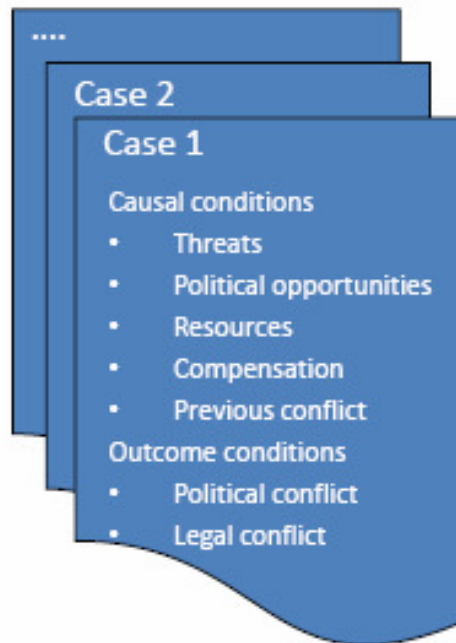 ....
Case 2
Case 1
Causal conditions
• Threats
• Political opportunities
• Resources
• Compensation
• Previous conflict
Outcome conditions
• Political conflict
• Legal conflict